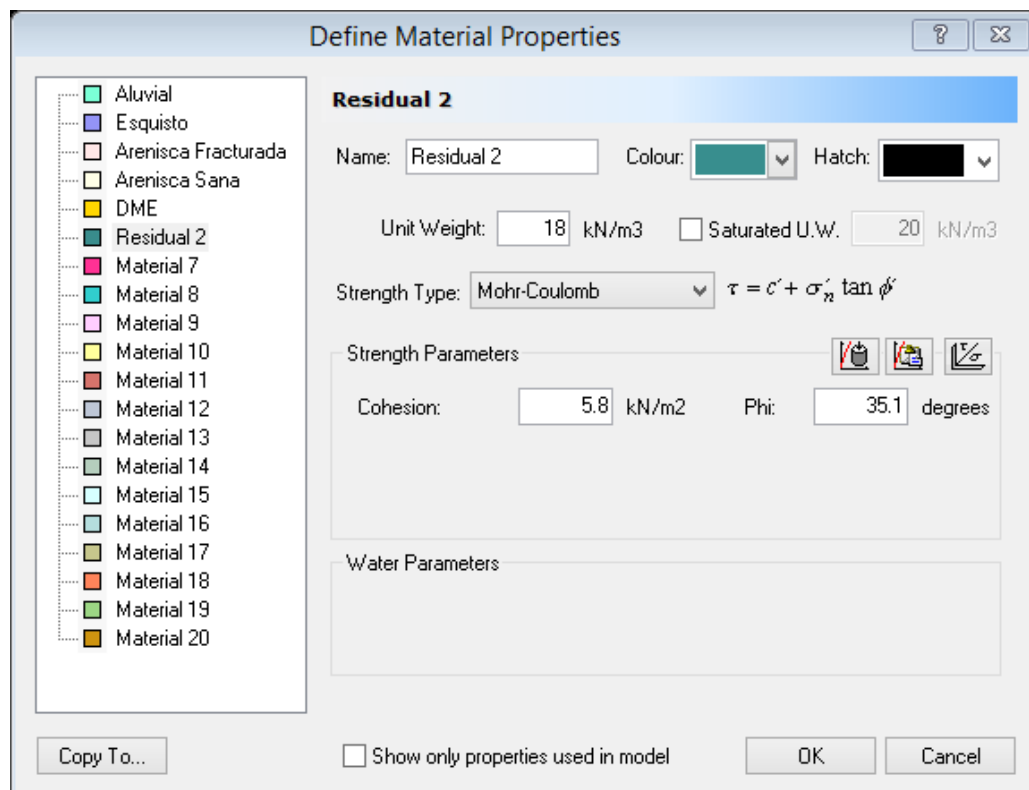 Define Material Properties
Aluvial
Esquisto
Arenisca Fracturada
Arenisca Sana
DME
Residual 2
Material 7
Material 8
Material 9
Material 10
Material 11
Material 12
Material 13
Material 14
Material 15
Material 16
Material 17
Material 18
Material 19
Material 20
Residual 2
Name: Residual 2 Colour: Hatch:
Unit Weight: 18 kN/m3 Saturated U.W. 20 kN/m3
Strength Type: Mohr-Coulomb τ = c′ + σ′n tan ϕ′
Strength Parameters
τ/σ
Cohesion: 5.8 kN/m2 Phi: 35.1 degrees
Water Parameters
Copy To... Show only properties used in model OK Cancel